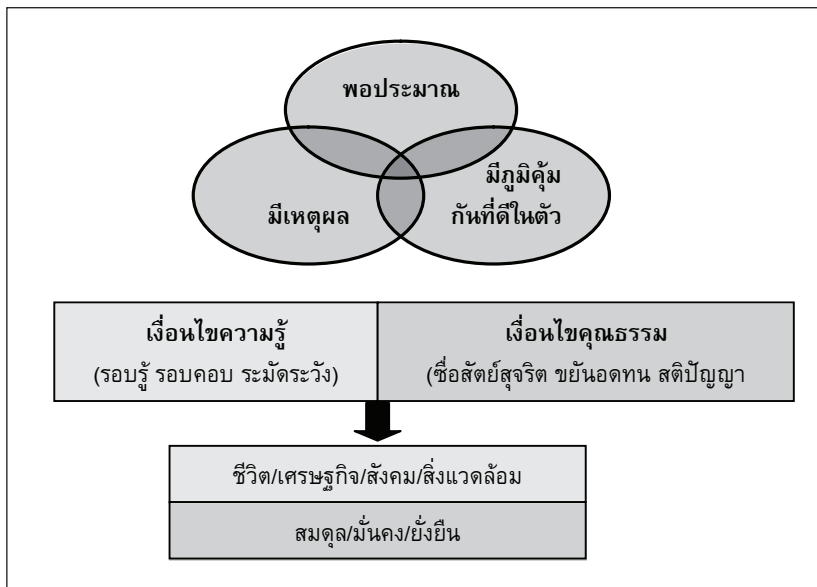 พอประมาณ
มีเหตุผล
มีภูมิคุ้ม
กันที่ดีในตัว
เงื่อนไขความรู้
(รอบรู้ รอบคอบ ระมัดระวัง)
เงื่อนไขคุณธรรม
(ซื่อสัตย์สุจริต ขยันอดทน สติปัญญา
ชีวิต/เศรษฐกิจ/สังคม/สิ่งแวดล้อม
สมดุล/มั่นคง/ยั่งยืน